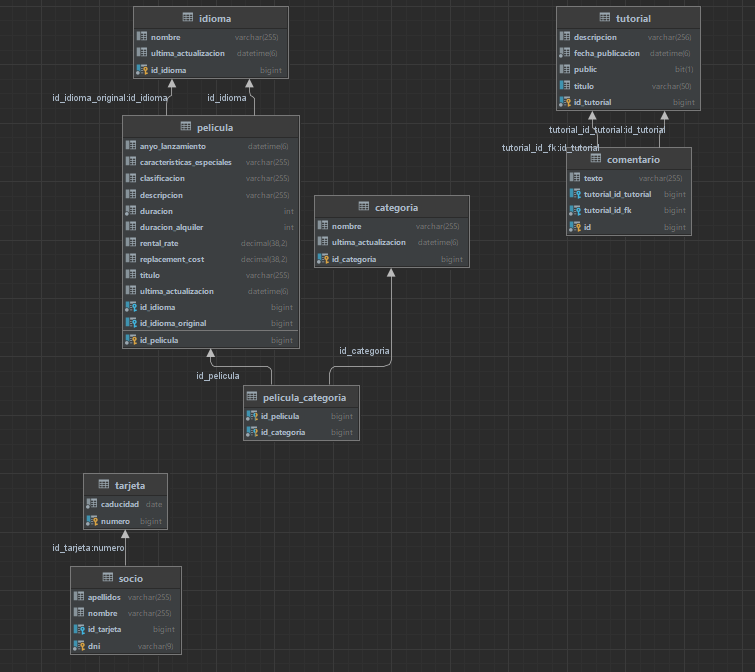 idioma
nombre varchar(255)
ultima_actualizacion datetime(6)
id_idioma bigint
id_idioma_original:id_idioma
id_idioma
pelicula
anyo_lanzamiento datetime(6)
caracteristicas_especiales varchar(255)
clasificacion varchar(255)
descripcion varchar(255)
duracion int
duracion_alquiler int
rental_rate decimal(38,2)
replacement_cost decimal(38,2)
titulo varchar(255)
ultima_actualizacion datetime(6)
id_idioma bigint
id_idioma_original bigint
id_pelicula bigint
categoria
nombre varchar(255)
ultima_actualizacion datetime(6)
id_categoria bigint
id_categoria
id_pelicula
pelicula_categoria
id_pelicula bigint
id_categoria bigint
tutorial
descripcion varchar(256)
fecha_publicacion datetime(6)
public bit(1)
titulo varchar(50)
id_tutorial bigint
tutorial_id_tutorial:id_tutorial
tutorial_id_fk:id_tutorial
comentario
texto varchar(255)
tutorial_id_tutorial bigint
tutorial_id_fk bigint
id bigint
tarjeta
caducidad date
numero bigint
id_tarjeta:numero
socio
apellidos varchar(255)
nombre varchar(255)
id_tarjeta bigint
dni varchar(9)